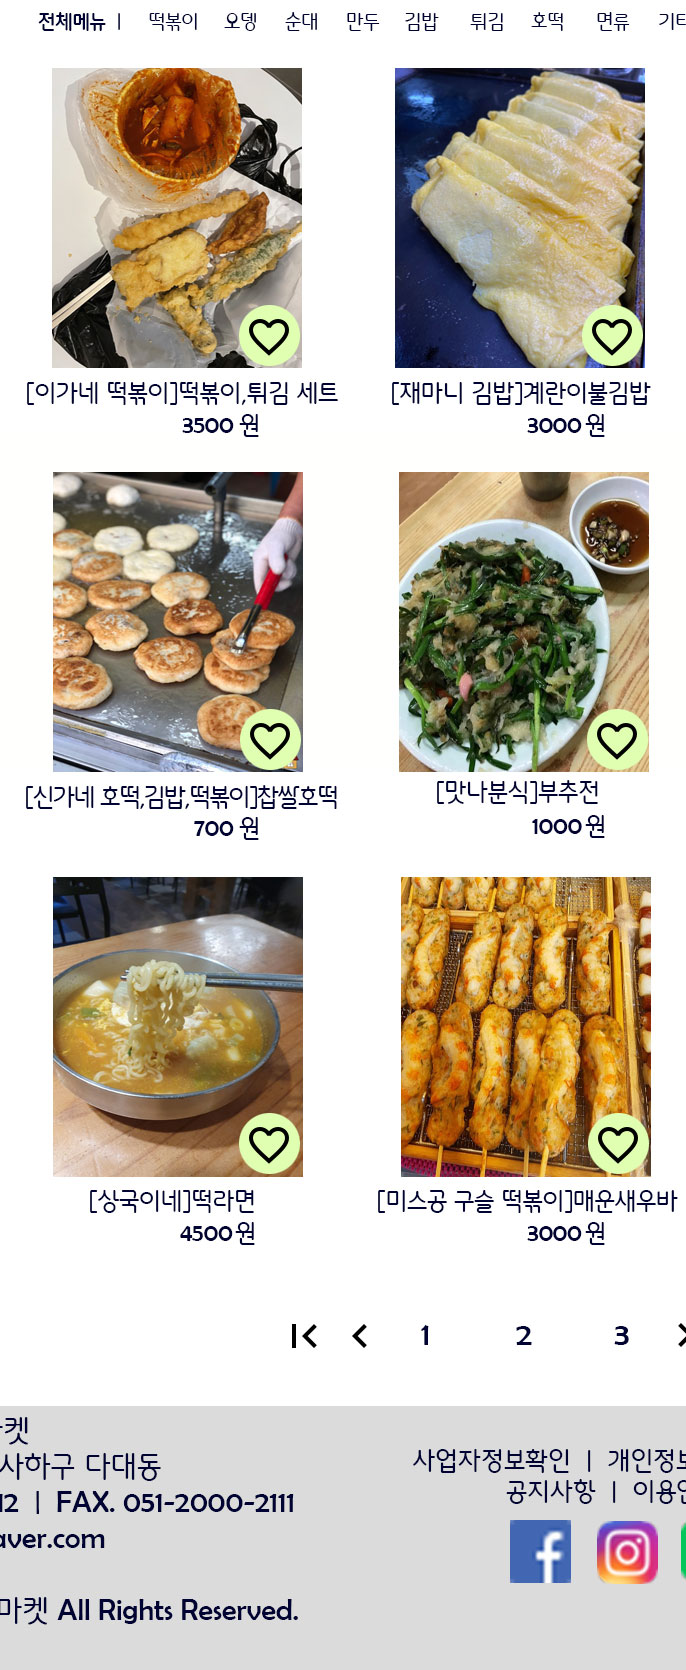 전체메뉴 | 떡볶이 오뎅 순대 만두 김밥 튀김 호떡 면류 기타
[이가네 떡볶이]떡볶이,튀김 세트
3500 원
[재마니 김밥]계란이불김밥
3000 원
[신가네 호떡,김밥,떡볶이]찹쌀호떡
700 원
[맛나분식]부추전
1000 원
[상국이네]떡라면
4500 원
[미스공 구슬 떡볶이]매운새우바
3000 원
1 2 3
마켓
사하구 다대동
12 | FAX. 051-2000-2111
aver.com
마켓 All Rights Reserved.
사업자정보확인 | 개인정보
공지사항 | 이용안